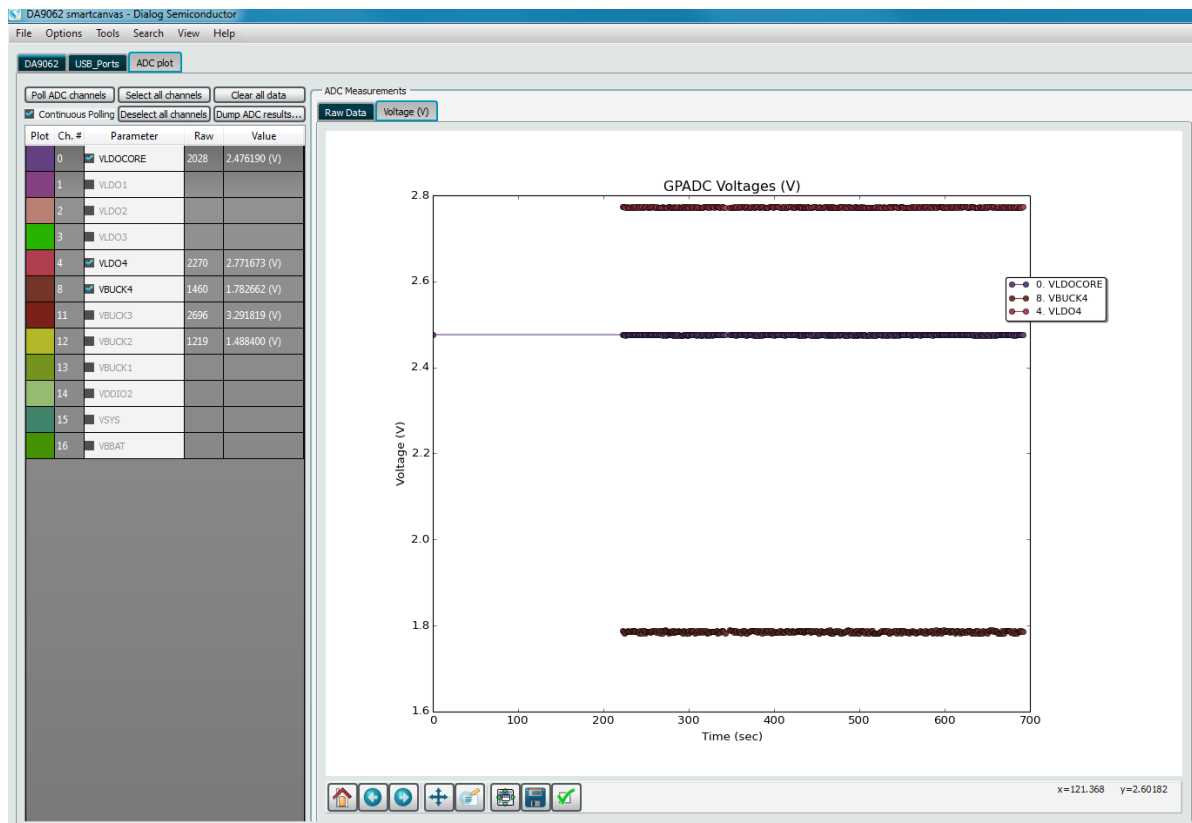 DA9062 smartcanvas - Dialog Semiconductor
File Options Tools Search View Help
DA9062 USB_Ports ADC plot
Poll ADC channels Select all channels Clear all data
Continuous Polling Deselect all channels Dump ADC results...
Plot Ch. # Parameter Raw Value
0 VLDOCORE 2028 2.476190 (V)
1 VLDO1
2 VLDO2
3 VLDO3
4 VLDO4 2270 2.771673 (V)
8 VBUCK4 1460 1.782662 (V)
11 VBUCK3 2696 3.291819 (V)
12 VBUCK2 1219 1.488400 (V)
13 VBUCK1
14 VDDIO2
15 VSYS
16 VBBAT
ADC Measurements
Raw Data Voltage (V)
GPADC Voltages (V)
2.8
2.6
2.4
2.2
2.0
1.8
1.6
Voltage (V)
0. VLDOCORE
8. VBUCK4
4. VLDO4
0 100 200 300 400 500 600 700
Time (sec)
x=121.368 y=2.60182